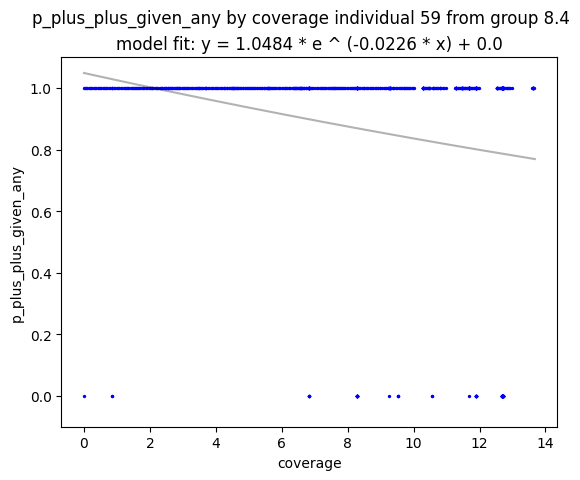 p_plus_plus_given_any by coverage individual 59 from group 8.4
model fit: y = 1.0484 * e ^ (-0.0226 * x) + 0.0
1.0
0.8
0.6
0.4
0.2
0.0
p_plus_plus_given_any
0 2 4 6 8 10 12 14
coverage